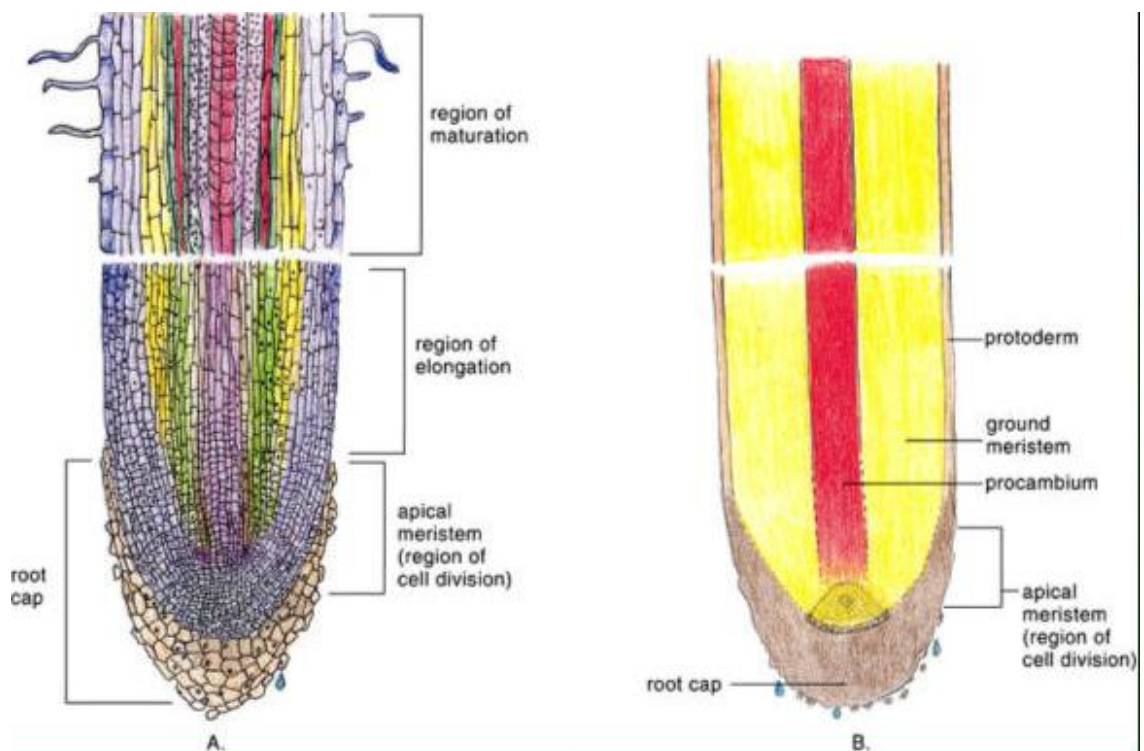 region of
maturation
region of
elongation
apical
meristem
(region of
cell division)
root
cap
A.
protoderm
ground
meristem
procambium
apical
meristem
(region of
cell division)
root cap
B.